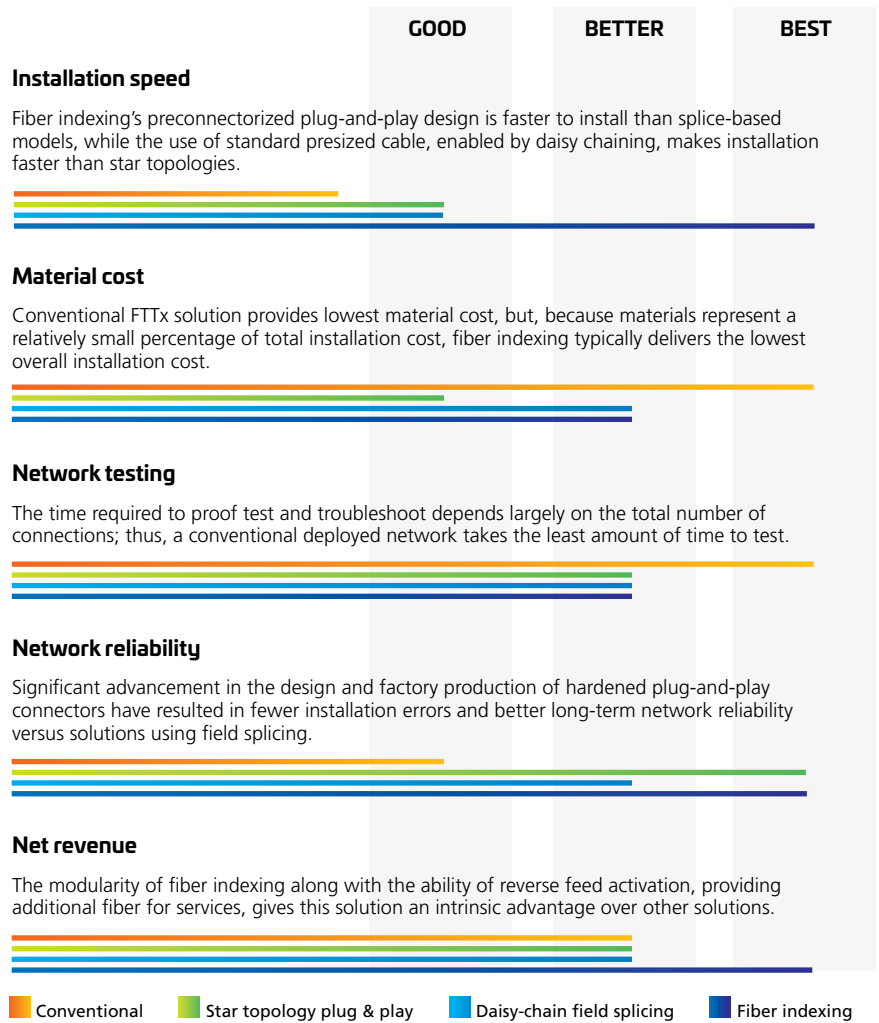 GOOD BETTER BEST
Installation speed
Fiber indexing’s preconnectorized plug-and-play design is faster to install than splice-based
models, while the use of standard presized cable, enabled by daisy chaining, makes installation
faster than star topologies.
Material cost
Conventional FTTx solution provides lowest material cost, but, because materials represent a
relatively small percentage of total installation cost, fiber indexing typically delivers the lowest
overall installation cost.
Network testing
The time required to proof test and troubleshoot depends largely on the total number of
connections; thus, a conventional deployed network takes the least amount of time to test.
Network reliability
Significant advancement in the design and factory production of hardened plug-and-play
connectors have resulted in fewer installation errors and better long-term network reliability
versus solutions using field splicing.
Net revenue
The modularity of fiber indexing along with the ability of reverse feed activation, providing
additional fiber for services, gives this solution an intrinsic advantage over other solutions.
Conventional Star topology plug & play Daisy-chain field splicing Fiber indexing